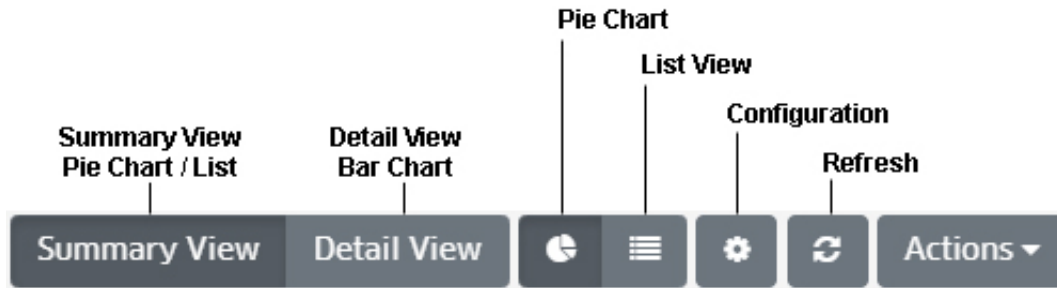 Pie Chart
List View
Configuration
Summary View
Pie Chart / List
Detail View
Bar Chart
Refresh
Summary View
Detail View
Actions